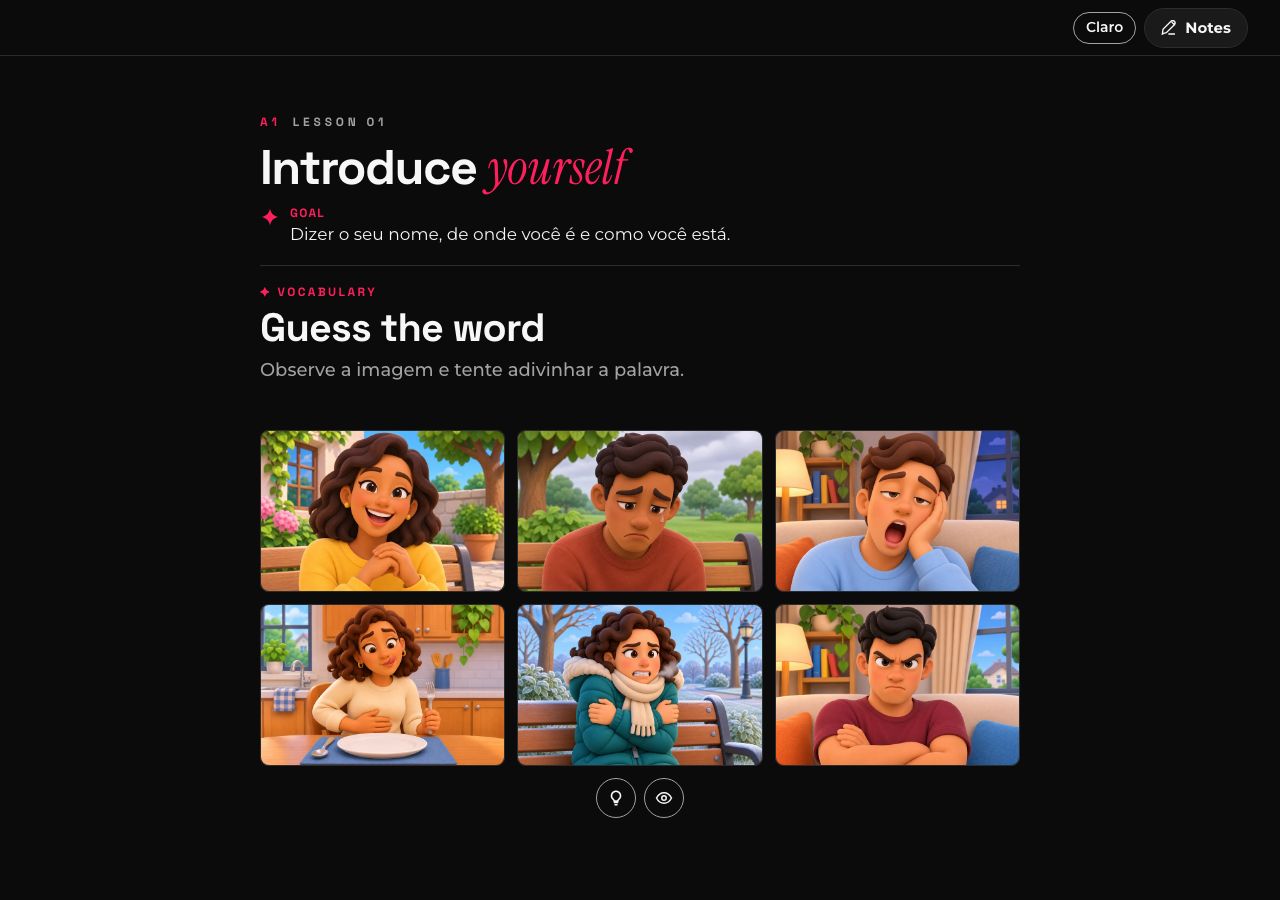 Claro
Notes
A1 LESSON 01
Introduce yourself
GOAL
Dizer o seu nome, de onde você é e como você está.
VOCABULARY
Guess the word
Observe a imagem e tente adivinhar a palavra.